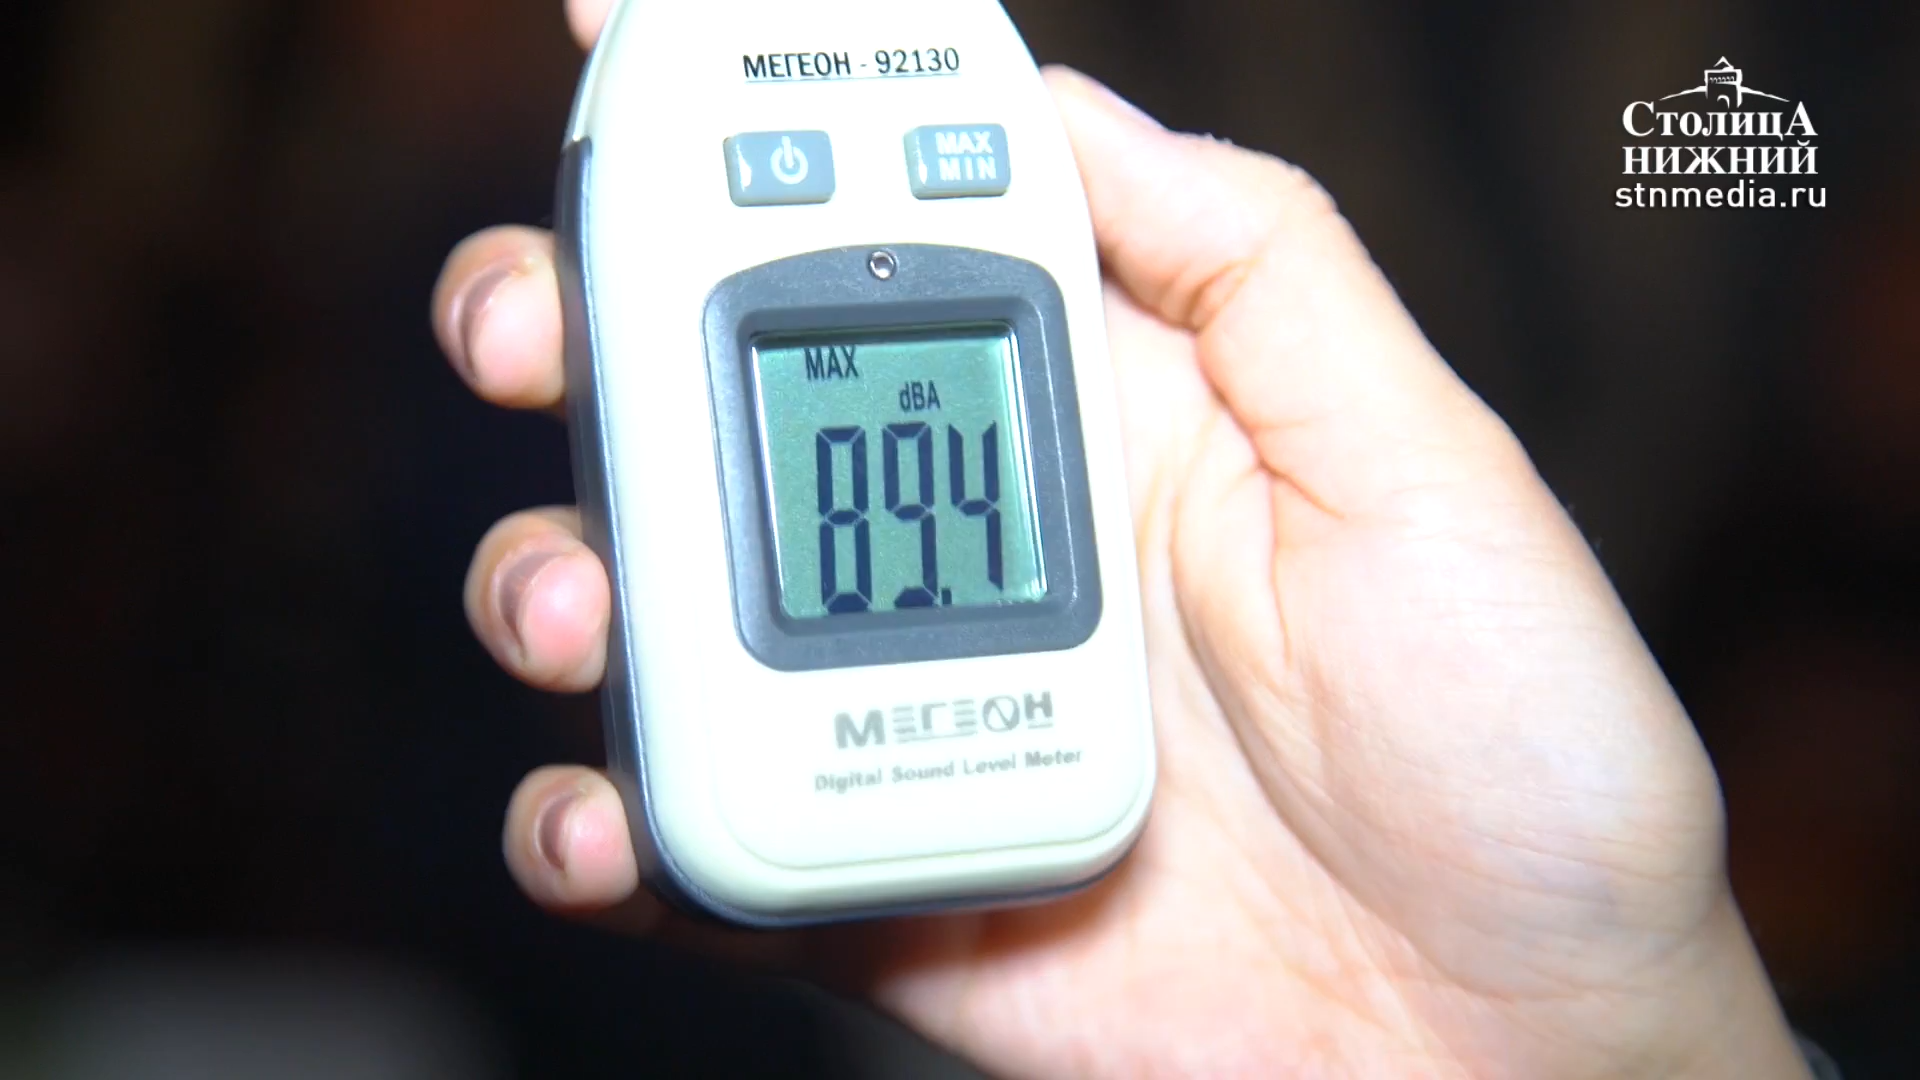 МЕГЕОН - 92130
MAX
MIN
MAX
dBA
89.4
МЕГЕОН
Digital Sound Level Meter
СТОЛИЦА
НИЖНИЙ
stnmedia.ru